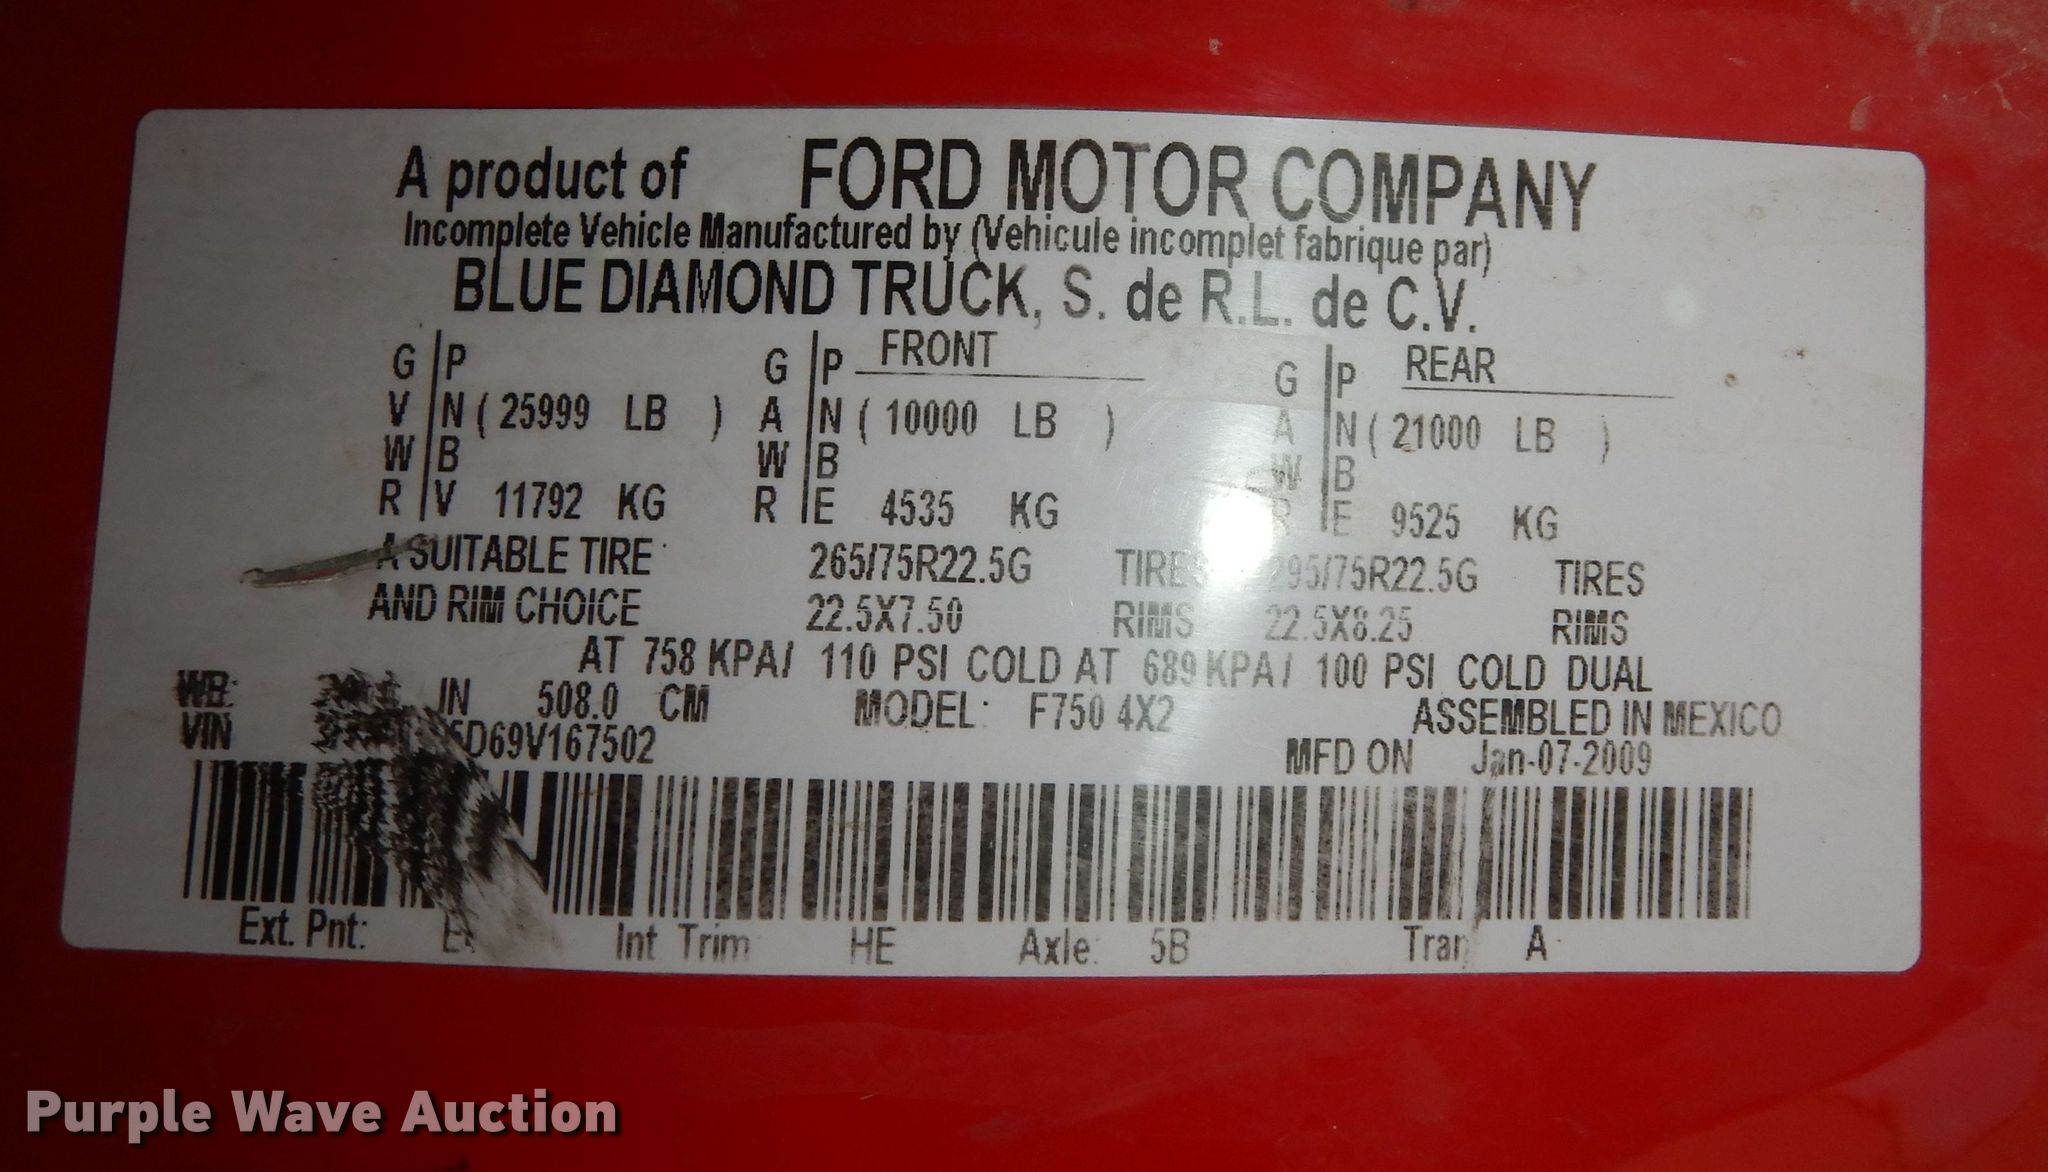 A product of FORD MOTOR COMPANY
Incomplete Vehicle Manufactured by (Vehicule incomplet fabrique par)
BLUE DIAMOND TRUCK, S. de R.L. de C.V.
G P G P FRONT G P REAR
V N ( 25999 LB ) A N ( 10000 LB ) A N ( 21000 LB )
W B W B W B
R V 11792 KG R E 4535 KG R E 9525 KG
A SUITABLE TIRE 265/75R22.5G TIRES 295/75R22.5G TIRES
AND RIM CHOICE 22.5X7.50 RIMS 22.5X8.25 RIMS
AT 758 KPA/ 110 PSI COLD AT 689 KPA/ 100 PSI COLD DUAL
WB: IN 508.0 CM MODEL: F750 4X2 ASSEMBLED IN MEXICO
VIN 5D69V167502 MFD ON Jan-07-2009
Ext. Pnt: Int Trim HE Axle: 5B Tran A
Purple Wave Auction